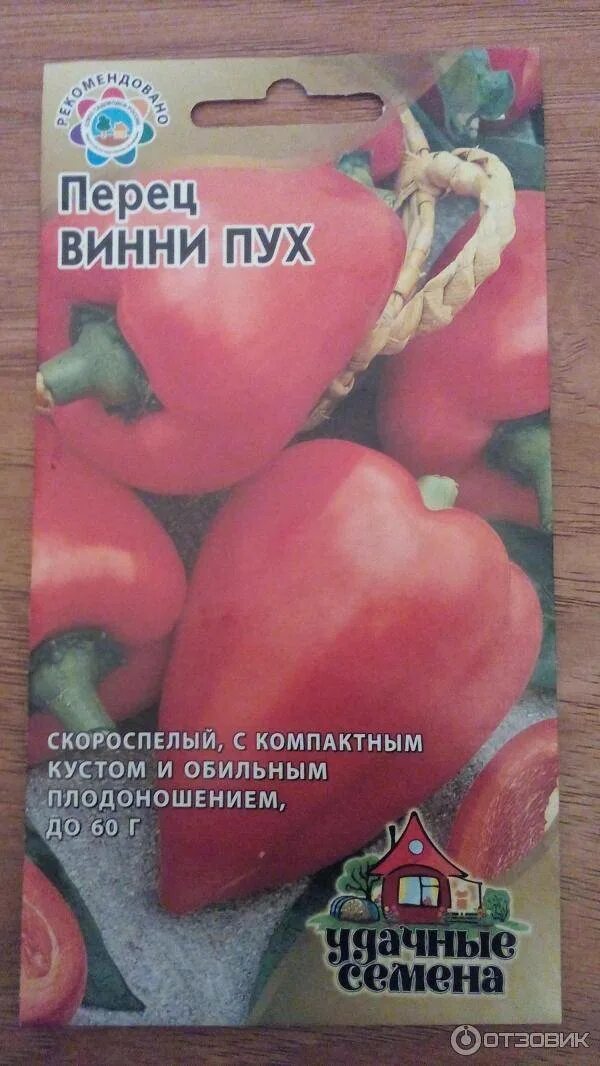 РЕКОМЕНДОВАНО
Перец
ВИННИ ПУХ
СКОРОСПЕЛЫЙ, С КОМПАКТНЫМ
КУСТОМ И ОБИЛЬНЫМ
ПЛОДОНОШЕНИЕМ,
ДО 60 Г
удачные
семена
ОТЗОВИК